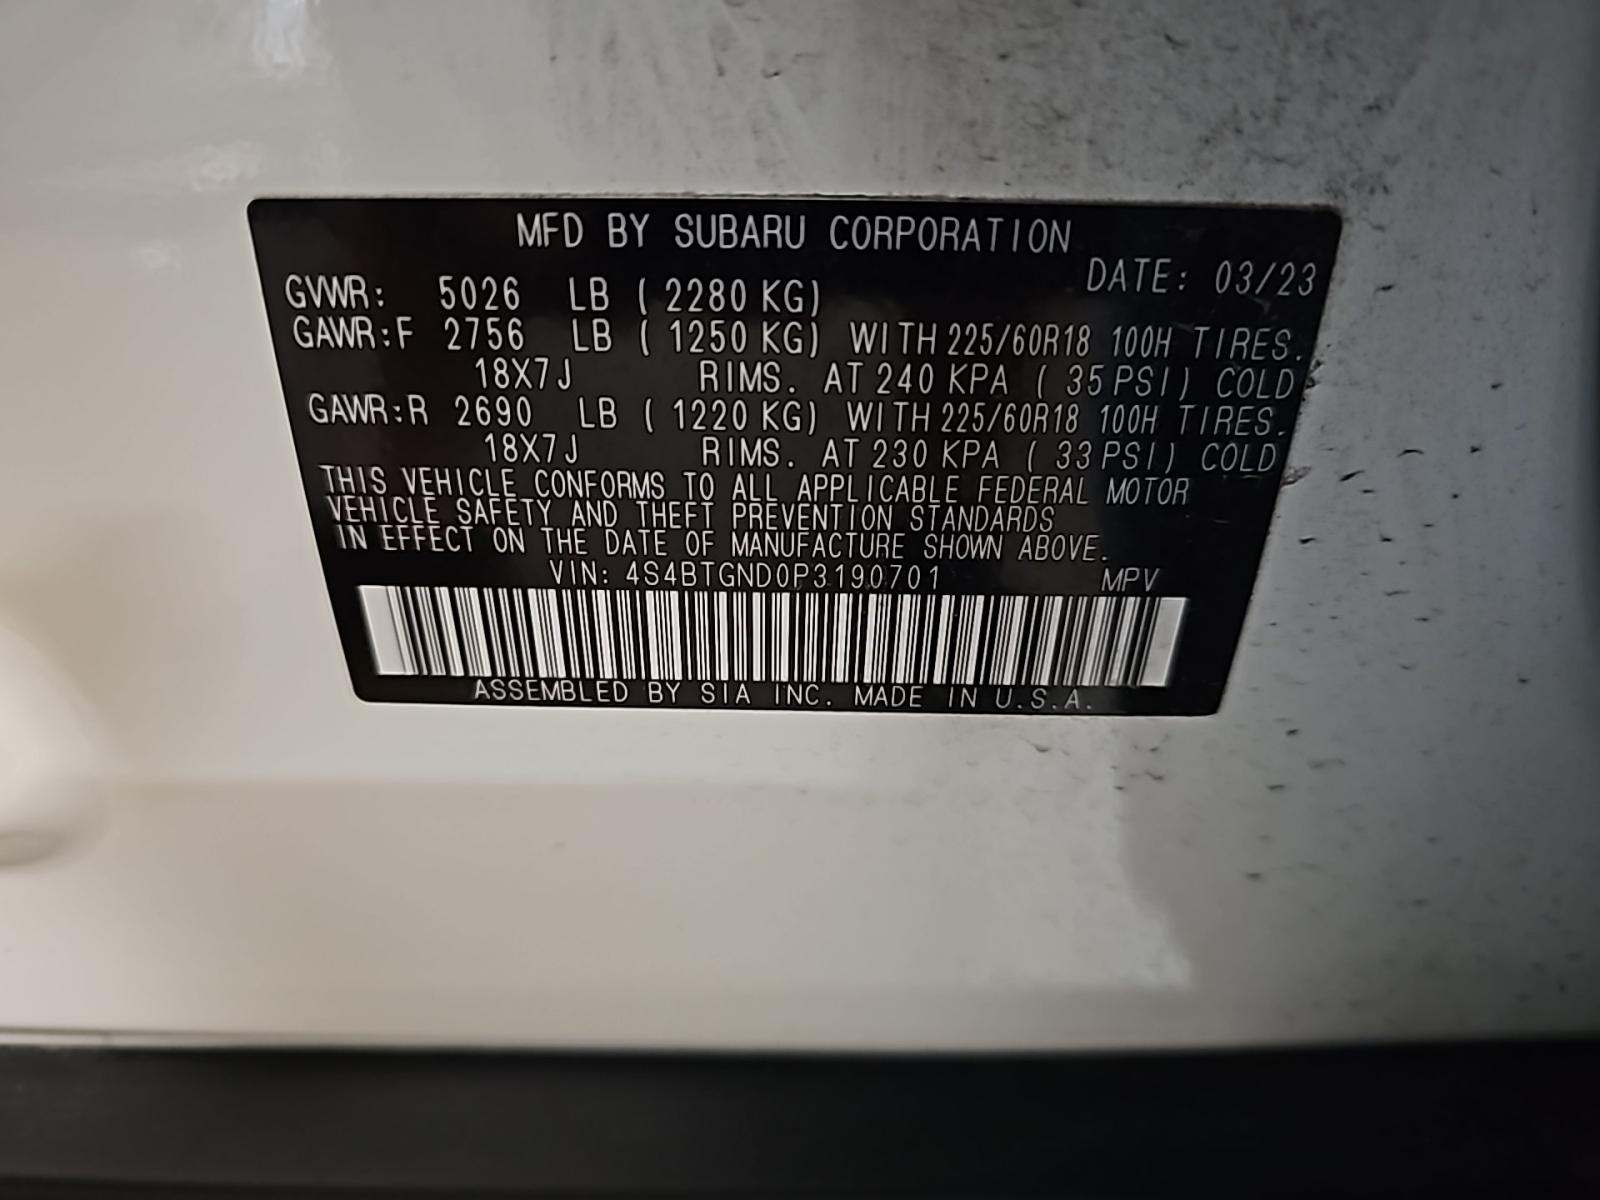 MFD BY SUBARU CORPORATION
DATE: 03/23
GVWR: 5026 LB ( 2280 KG)
GAWR:F 2756 LB ( 1250 KG) WITH 225/60R18 100H TIRES.
18X7J RIMS. AT 240 KPA ( 35 PSI) COLD
GAWR:R 2690 LB ( 1220 KG) WITH 225/60R18 100H TIRES.
18X7J RIMS. AT 230 KPA ( 33 PSI) COLD
THIS VEHICLE CONFORMS TO ALL APPLICABLE FEDERAL MOTOR
VEHICLE SAFETY AND THEFT PREVENTION STANDARDS
IN EFFECT ON THE DATE OF MANUFACTURE SHOWN ABOVE.
VIN: 4S4BTGND0P3190701 MPV
ASSEMBLED BY SIA INC. MADE IN U.S.A.